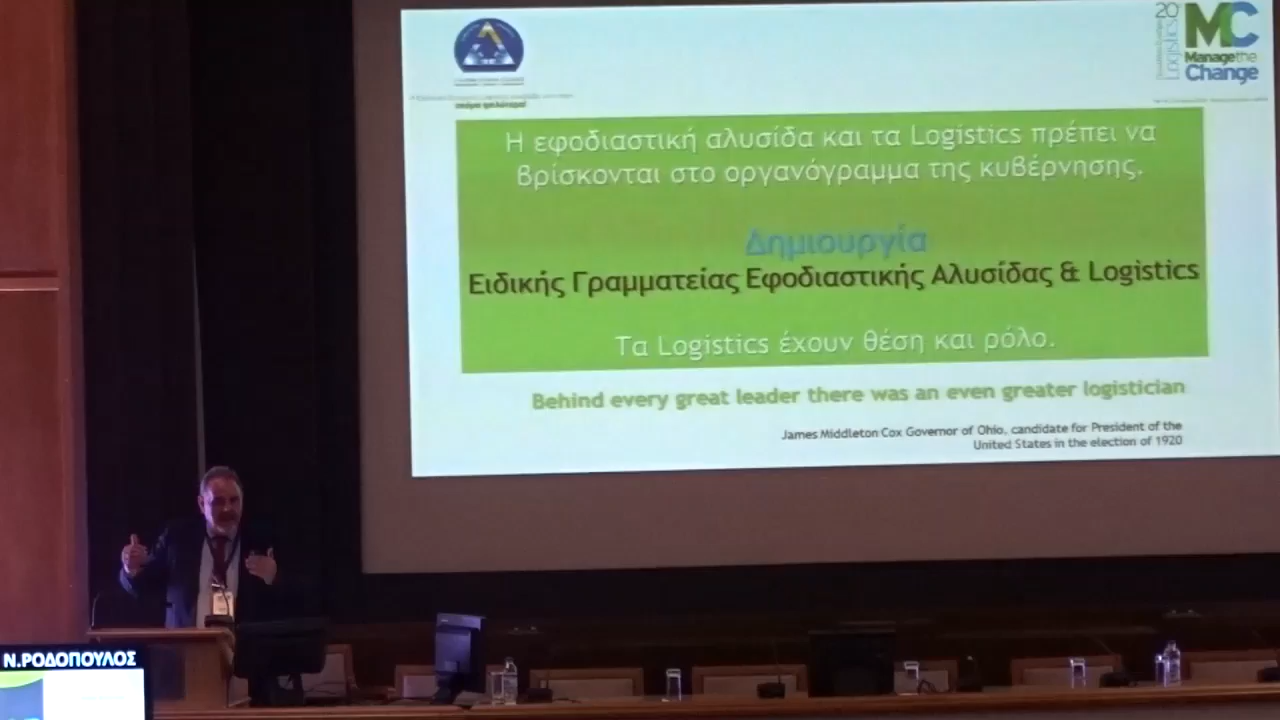 20
Logistics
MC
Managethe
Change
Η εφοδιαστική αλυσίδα και τα Logistics πρέπει να
βρίσκονται στο οργανόγραμμα της κυβέρνησης.
Δημιουργία
Ειδικής Γραμματείας Εφοδιαστικής Αλυσίδας & Logistics
Τα Logistics έχουν θέση και ρόλο.
Behind every great leader there was an even greater logistician
James Middleton Cox Governor of Ohio, candidate for President of the
United States in the election of 1920
Ν.ΡΟΔΟΠΟΥΛΟΣ